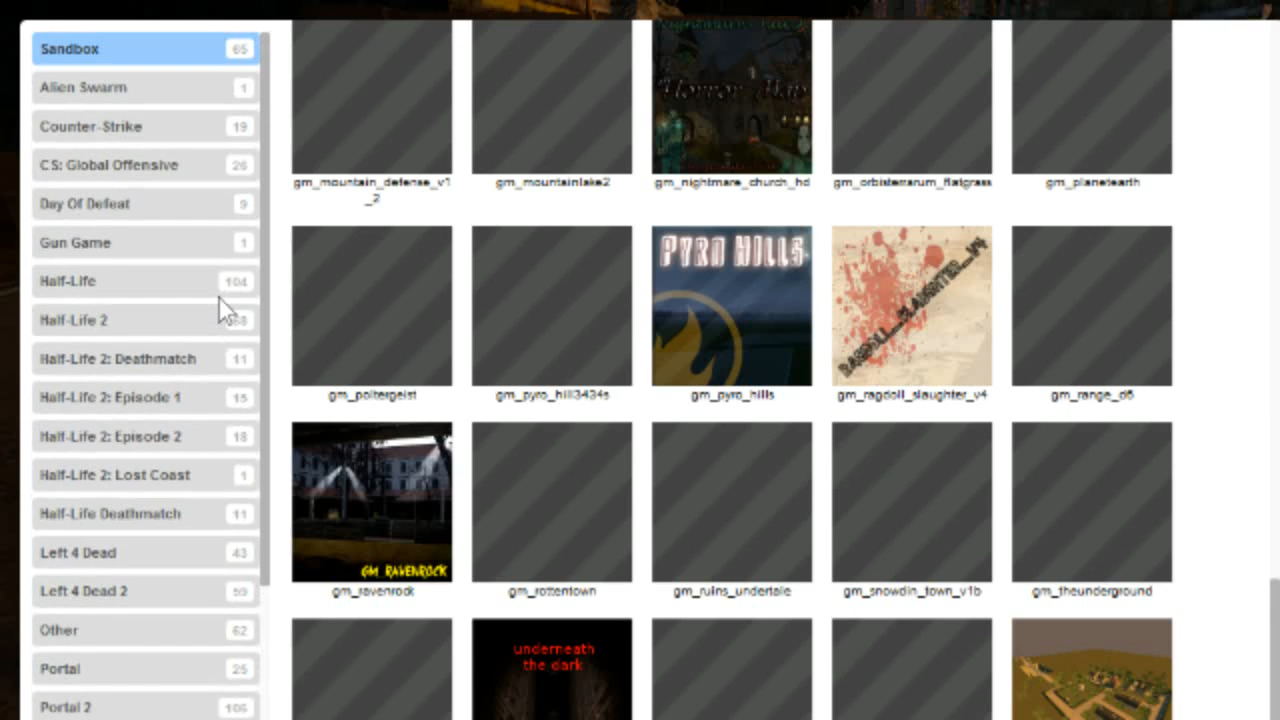 Sandbox 65
Alien Swarm 1
Counter-Strike 19
CS: Global Offensive 26
Day Of Defeat 9
Gun Game 1
Half-Life 104
Half-Life 2
Half-Life 2: Deathmatch 11
Half-Life 2: Episode 1 15
Half-Life 2: Episode 2 18
Half-Life 2: Lost Coast 1
Half-Life Deathmatch 11
Left 4 Dead 43
Left 4 Dead 2 59
Other 62
Portal 25
Portal 2 105
Horror Map
gm_mountain_defense_v1
_2
gm_mountainlake2
gm_nightmare_church_hd
gm_orbisterrarum_flatgrass
gm_planetearth
PYRO HILLS
RAGDOLL_SLAUGHTER_V4
gm_poltergeist
gm_pyro_hill3434s
gm_pyro_hills
gm_ragdoll_slaughter_v4
gm_range_d6
GM_RAVENROCK
gm_ravenrock
gm_rottentown
gm_ruins_undertale
gm_snowdin_town_v1b
gm_theunderground
underneath
the dark